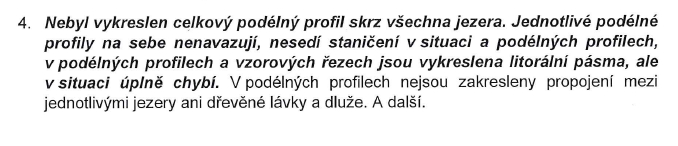 4. Nebyl vykreslen celkový podélný profil skrz všechna jezera. Jednotlivé podélné
profily na sebe nenavazují, nesedí staničení v situaci a podélných profilech,
v podélných profilech a vzorových řezech jsou vykreslena litorální pásma, ale
v situaci úplně chybí. V podélných profilech nejsou zakresleny propojení mezi
jednotlivými jezery ani dřevěné lávky a dluže. A další.